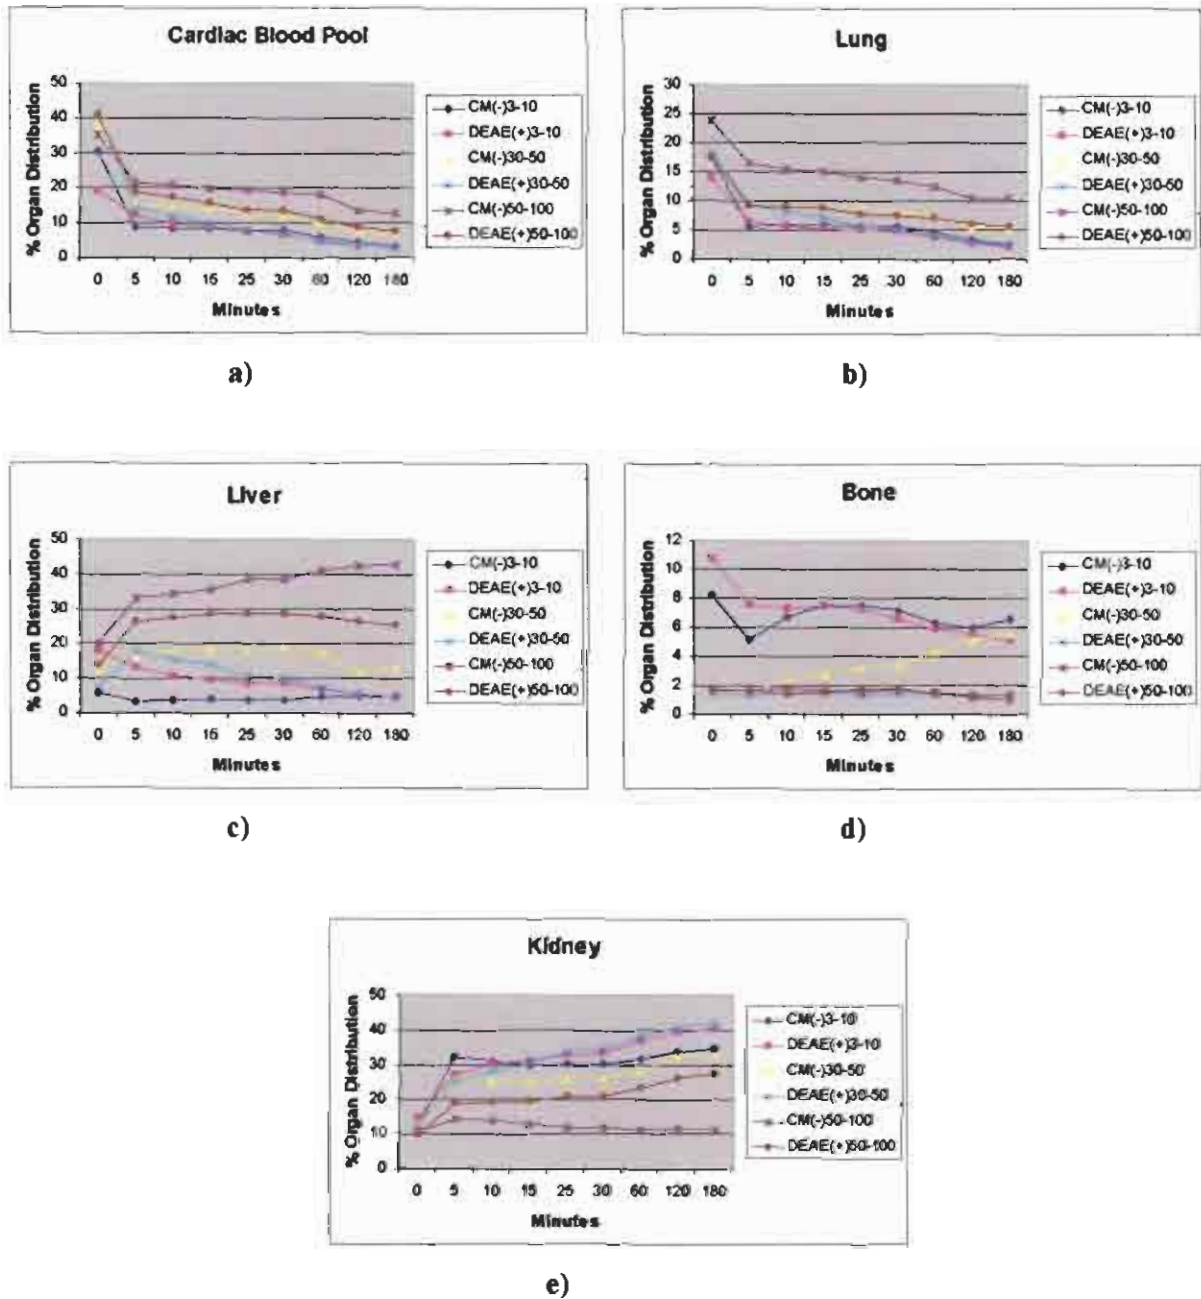 Cardiac Blood Pool
% Organ Distribution
50
40
30
20
10
0
0 5 10 15 25 30 60 120 180
Minutes
CM(-)3-10
DEAE(+)3-10
CM(-)30-50
DEAE(+)30-50
CM(-)50-100
DEAE(+)50-100
a)
Lung
% Organ Distribution
30
25
20
15
10
5
0
0 5 10 15 25 30 60 120 180
Minutes
CM(-)3-10
DEAE(+)3-10
CM(-)30-50
DEAE(+)30-50
CM(-)50-100
DEAE(+)50-100
b)
Liver
% Organ Distribution
50
40
30
20
10
0
0 5 10 15 25 30 60 120 180
Minutes
CM(-)3-10
DEAE(+)3-10
CM(-)30-50
DEAE(+)30-50
CM(-)50-100
DEAE(+)50-100
c)
Bone
% Organ Distribution
12
10
8
6
4
2
0
0 5 10 15 25 30 60 120 180
Minutes
CM(-)3-10
DEAE(+)3-10
CM(-)30-50
DEAE(+)30-50
CM(-)50-100
DEAE(+)50-100
d)
Kidney
% Organ Distribution
50
40
30
20
10
0
0 5 10 15 25 30 60 120 180
Minutes
CM(-)3-10
DEAE(+)3-10
CM(-)30-50
DEAE(+)30-50
CM(-)50-100
DEAE(+)50-100
e)